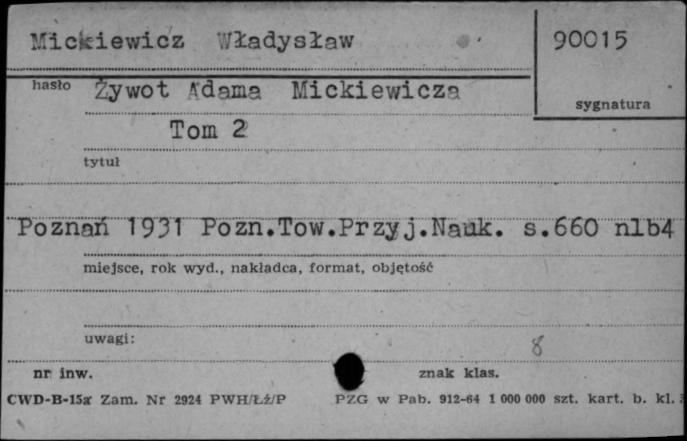 Mickiewicz Władysław 90015
hasło Żywot Adama Mickiewicza
sygnatura
Tom 2
tytuł
Poznań 1931 Pozn.Tow.Przyj.Nauk. s.660 nlb4
miejsce, rok wyd., nakładca, format, objętość
uwagi:
8
nr inw. znak klas.
CWD-B-15a Zam. Nr 2924 PWH/Łż/P PZG w Pab. 912-64 1 000 000 szt. kart. b. kl.